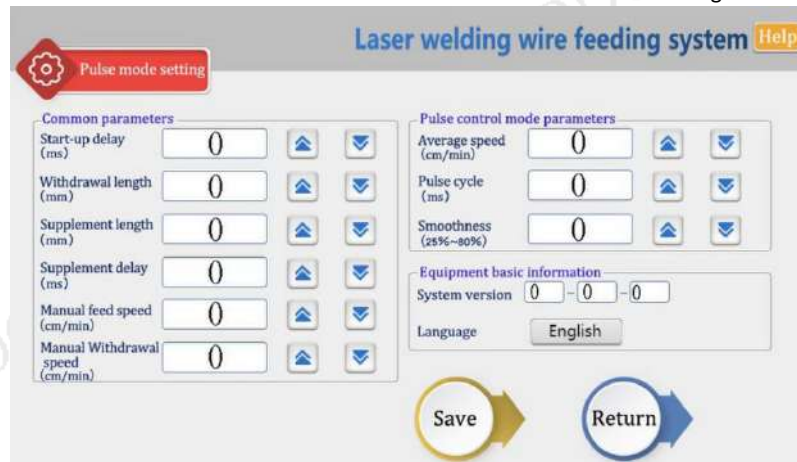 Laser welding wire feeding system
Help
Pulse mode setting
Common parameters
Start-up delay
(ms)
0
Withdrawal length
(mm)
0
Supplement length
(mm)
0
Supplement delay
(ms)
0
Manual feed speed
(cm/min)
0
Manual Withdrawal
speed
(cm/min)
0
Pulse control mode parameters
Average speed
(cm/min)
0
Pulse cycle
(ms)
0
Smoothness
(25%~80%)
0
Equipment basic information
System version 0 - 0 - 0
Language English
Save
Return